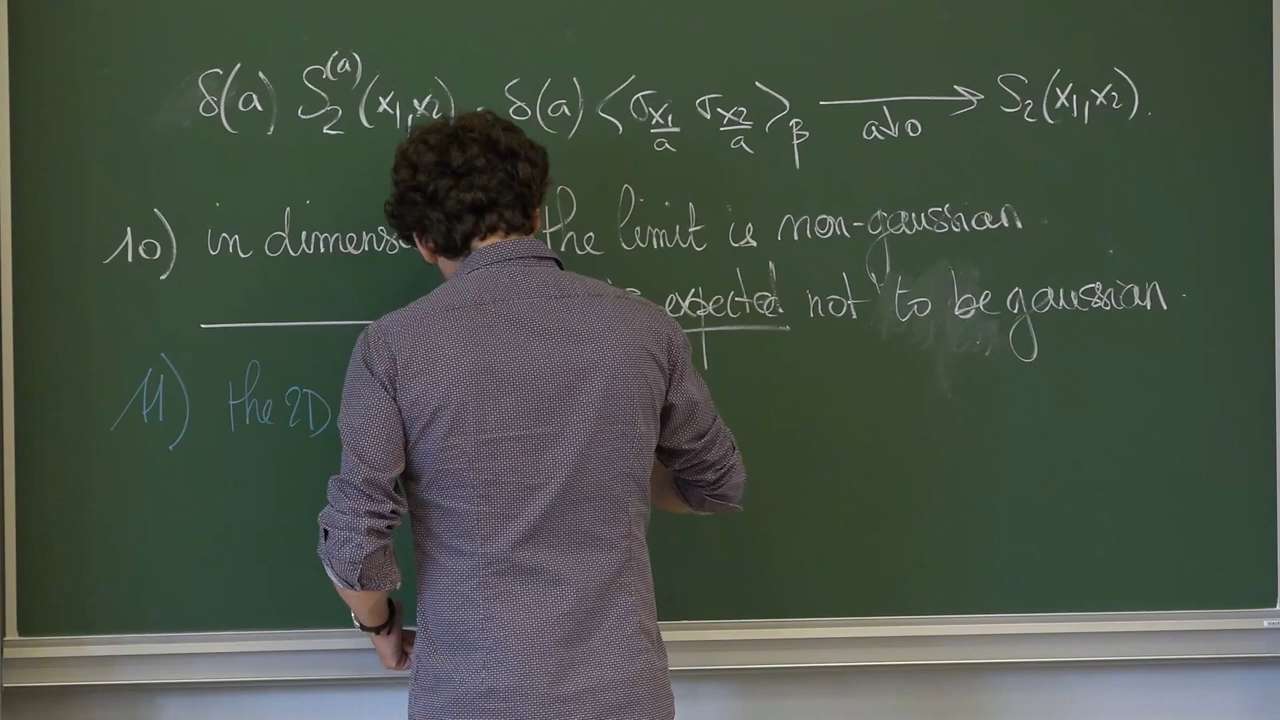 δ(a) S₂^(a)(x₁,x₂) = δ(a) ⟨σ_{x₁/a} σ_{x₂/a}⟩_β ⟶_{a↓0} S₂(x₁,x₂).
10) in dimens the limit is non-gaussian
expected not to be gaussian.
11) the 2D